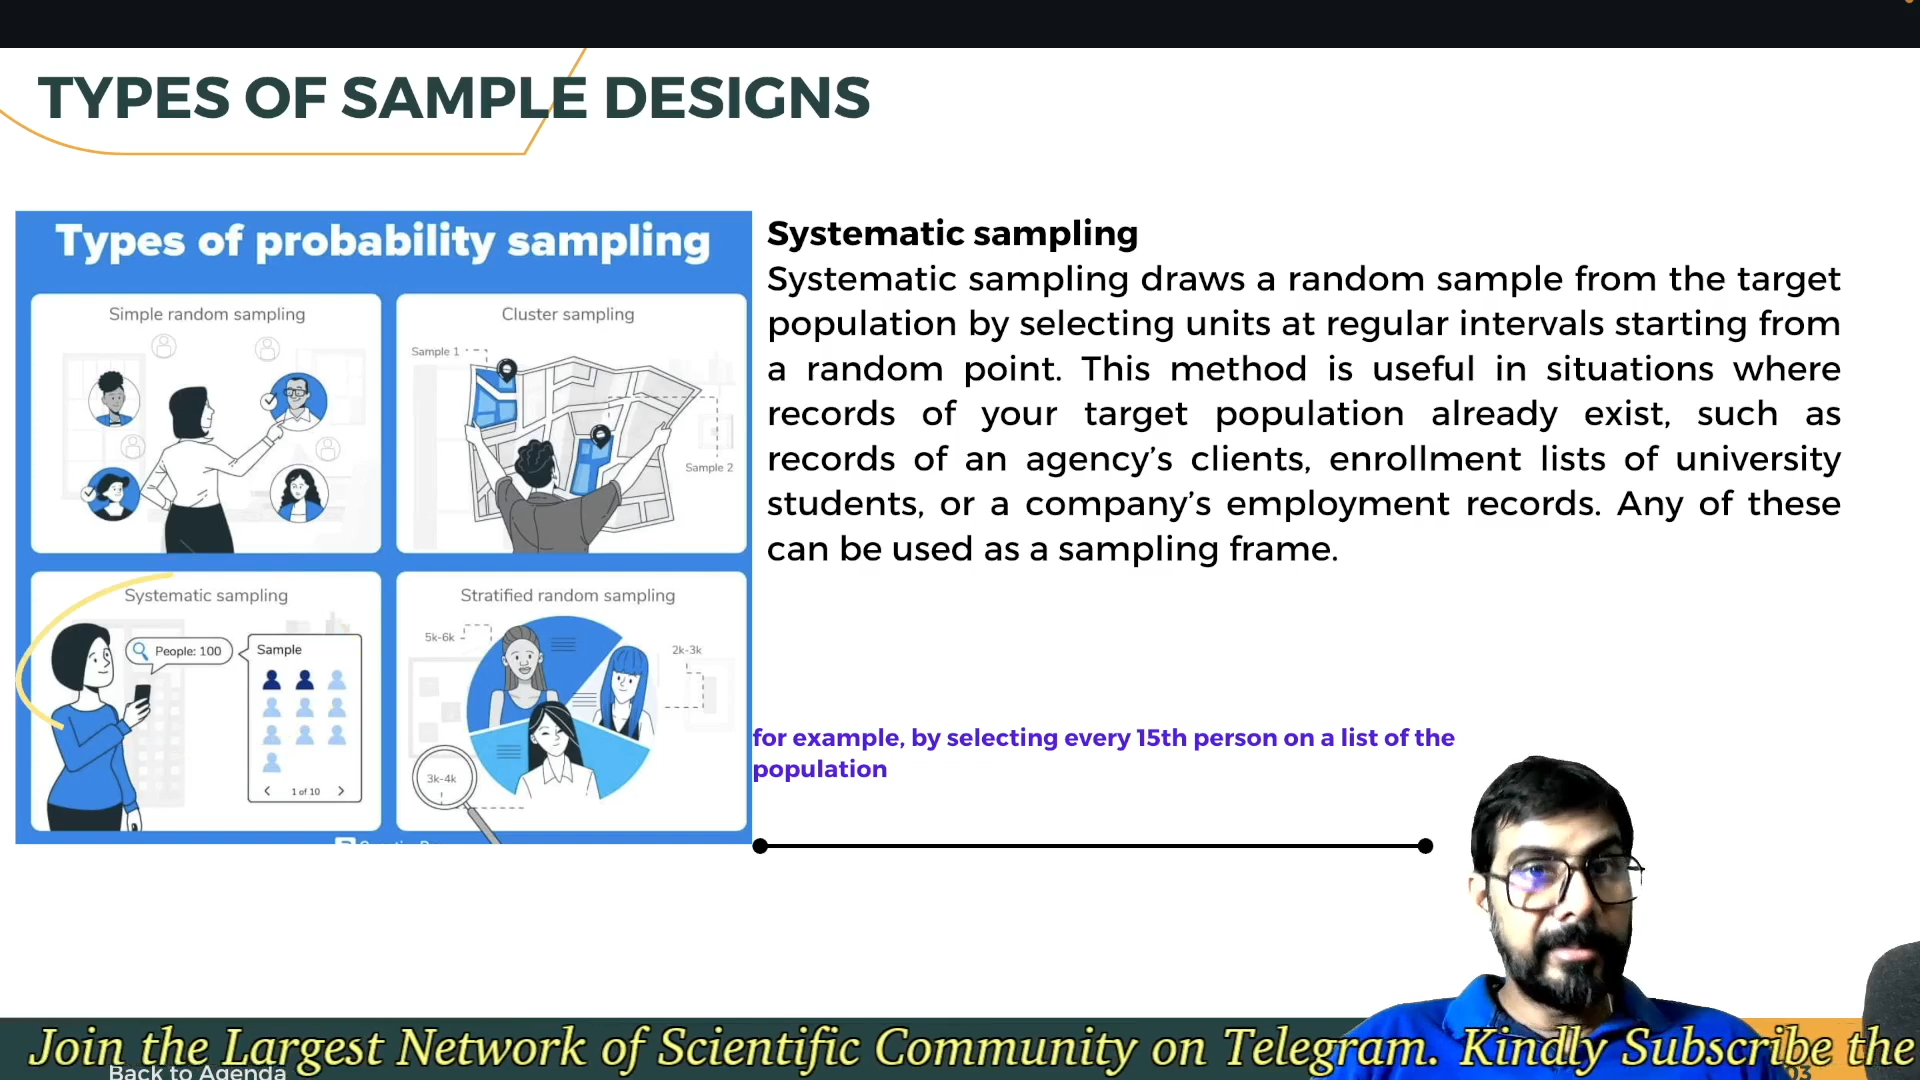 TYPES OF SAMPLE DESIGNS
Types of probability sampling
Simple random sampling
Cluster sampling
Sample 1
Sample 2
Systematic sampling
People: 100
Sample
1 of 10
Stratified random sampling
5k-6k
2k-3k
3k-4k
Systematic sampling
Systematic sampling draws a random sample from the target
population by selecting units at regular intervals starting from
a random point. This method is useful in situations where
records of your target population already exist, such as
records of an agency’s clients, enrollment lists of university
students, or a company’s employment records. Any of these
can be used as a sampling frame.
for example, by selecting every 15th person on a list of the
population
Join the Largest Network of Scientific Community on Telegram. Kindly Subscribe the
Back to Agenda
03